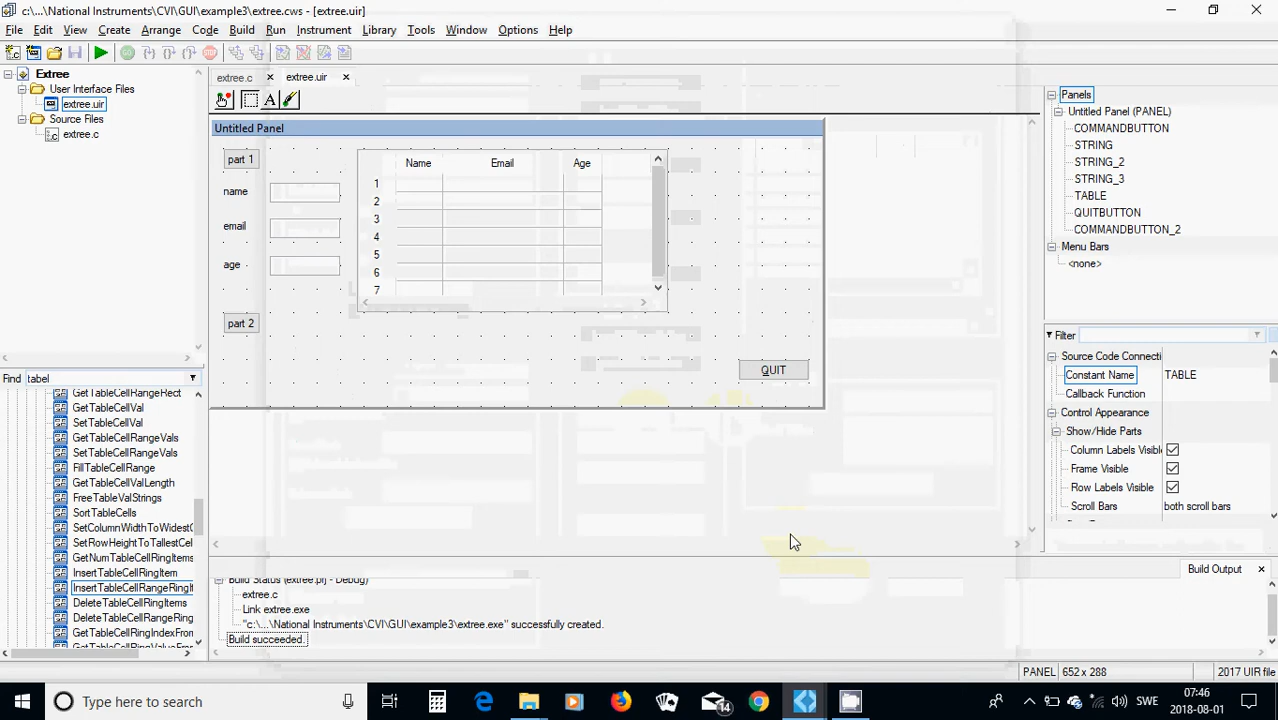 c:\...\National Instruments\CVI\GUI\example3\extree.cws - [extree.uir]
File Edit View Create Arrange Code Build Run Instrument Library Tools Window Options Help
Extree
User Interface Files
extree.uir
Source Files
extree.c
extree.c
extree.uir
Untitled Panel
part 1
name
email
age
part 2
Name Email Age
1
2
3
4
5
6
7
QUIT
Panels
Untitled Panel (PANEL)
COMMANDBUTTON
STRING
STRING_2
STRING_3
TABLE
QUITBUTTON
COMMANDBUTTON_2
Menu Bars
<none>
Filter
Source Code Connecti
Constant Name TABLE
Callback Function
Control Appearance
Show/Hide Parts
Column Labels Visibl
Frame Visible
Row Labels Visible
Scroll Bars both scroll bars
Find tabel
GetTableCellRangeRect
GetTableCellVal
SetTableCellVal
GetTableCellRangeVals
SetTableCellRangeVals
FillTableCellRange
GetTableCellValLength
FreeTableValStrings
SortTableCells
SetColumnWidthToWidest
SetRowHeightToTallestC
GetNumTableCellRingItems
InsertTableCellRingItem
InsertTableCellRangeRingI
DeleteTableCellRingItems
DeleteTableCellRangeRing
GetTableCellRingIndexFrom
GetTableCellRingValueFrom
Build Output
Build Status (extree.prj - Debug)
extree.c
Link extree.exe
"c:\...\National Instruments\CVI\GUI\example3\extree.exe" successfully created.
Build succeeded.
PANEL 652 x 288 2017 UIR file
Type here to search
14
SWE
07:46
2018-08-01